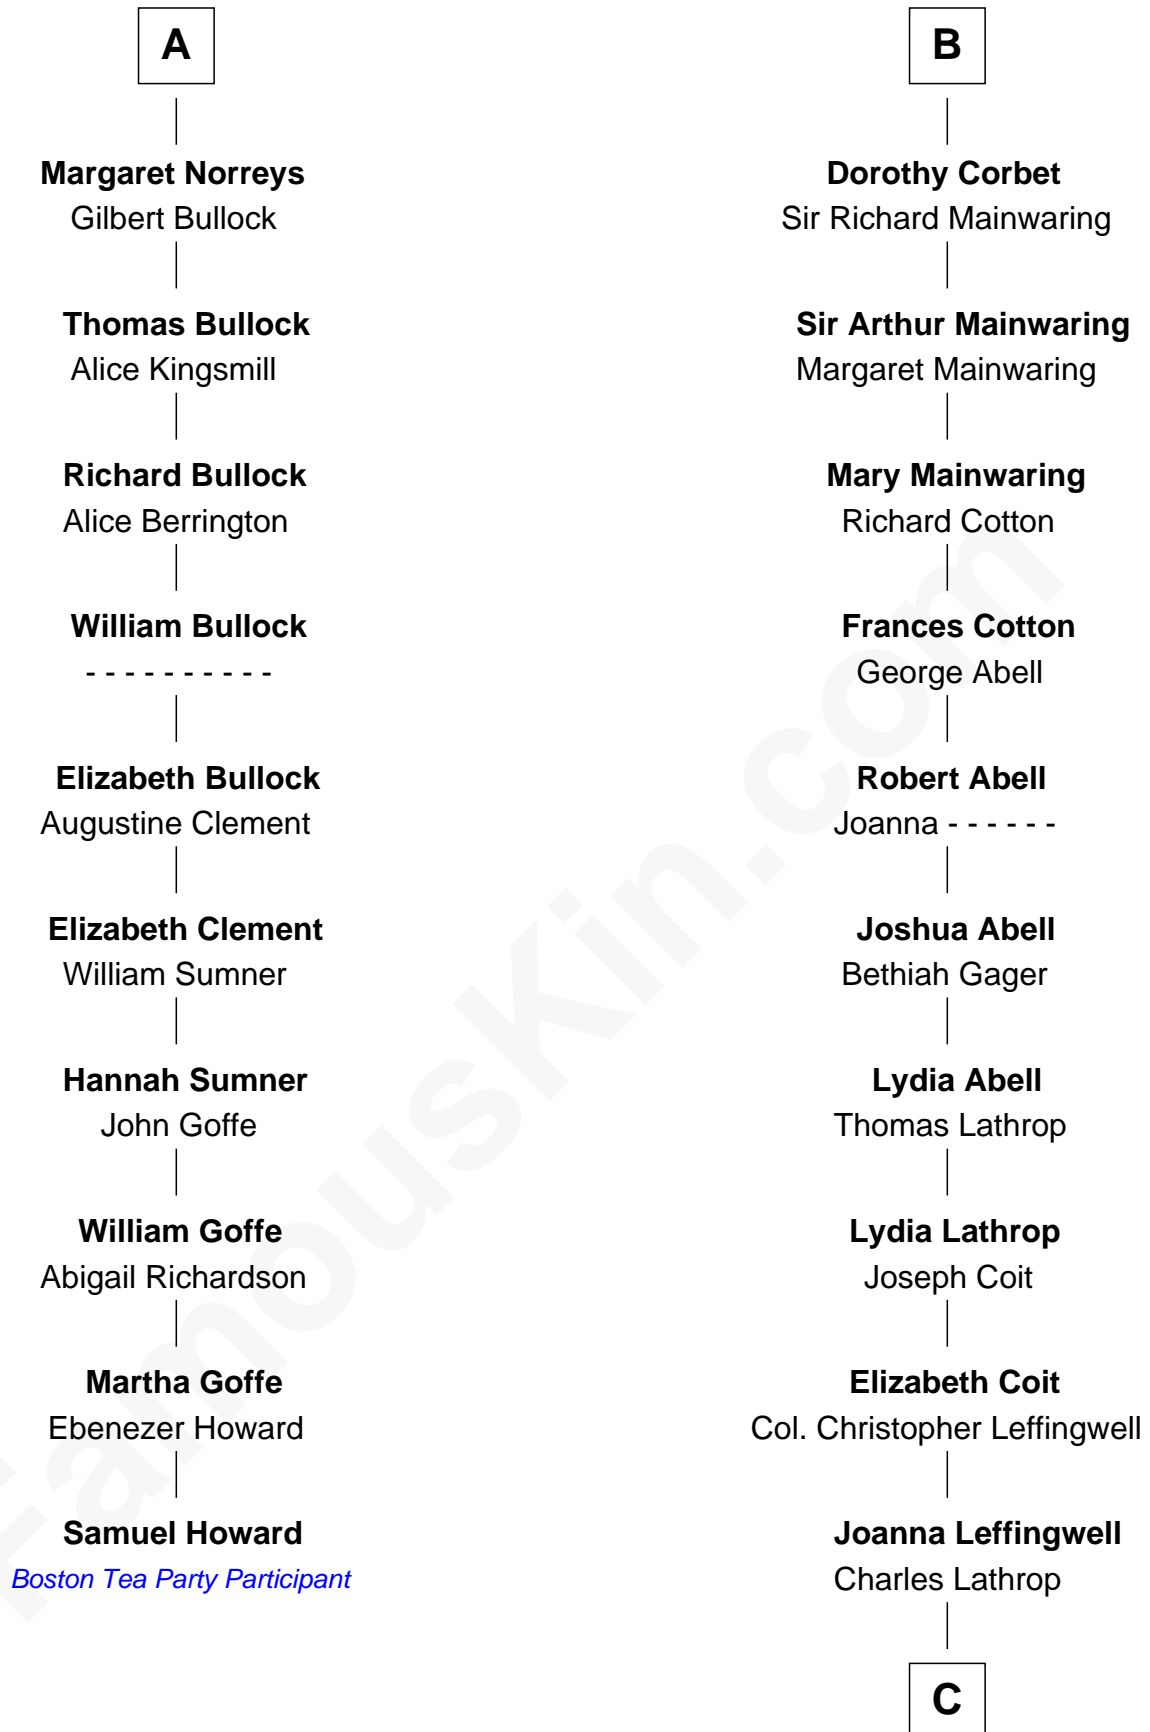 A
Margaret Norreys
Gilbert Bullock
Thomas Bullock
Alice Kingsmill
Richard Bullock
Alice Berrington
William Bullock
- - - - - - - - - -
Elizabeth Bullock
Augustine Clement
Elizabeth Clement
William Sumner
Hannah Sumner
John Goffe
William Goffe
Abigail Richardson
Martha Goffe
Ebenezer Howard
Samuel Howard
Boston Tea Party Participant
B
Dorothy Corbet
Sir Richard Mainwaring
Sir Arthur Mainwaring
Margaret Mainwaring
Mary Mainwaring
Richard Cotton
Frances Cotton
George Abell
Robert Abell
Joanna - - - - - -
Joshua Abell
Bethiah Gager
Lydia Abell
Thomas Lathrop
Lydia Lathrop
Joseph Coit
Elizabeth Coit
Col. Christopher Leffingwell
Joanna Leffingwell
Charles Lathrop
C
FamousKin.com